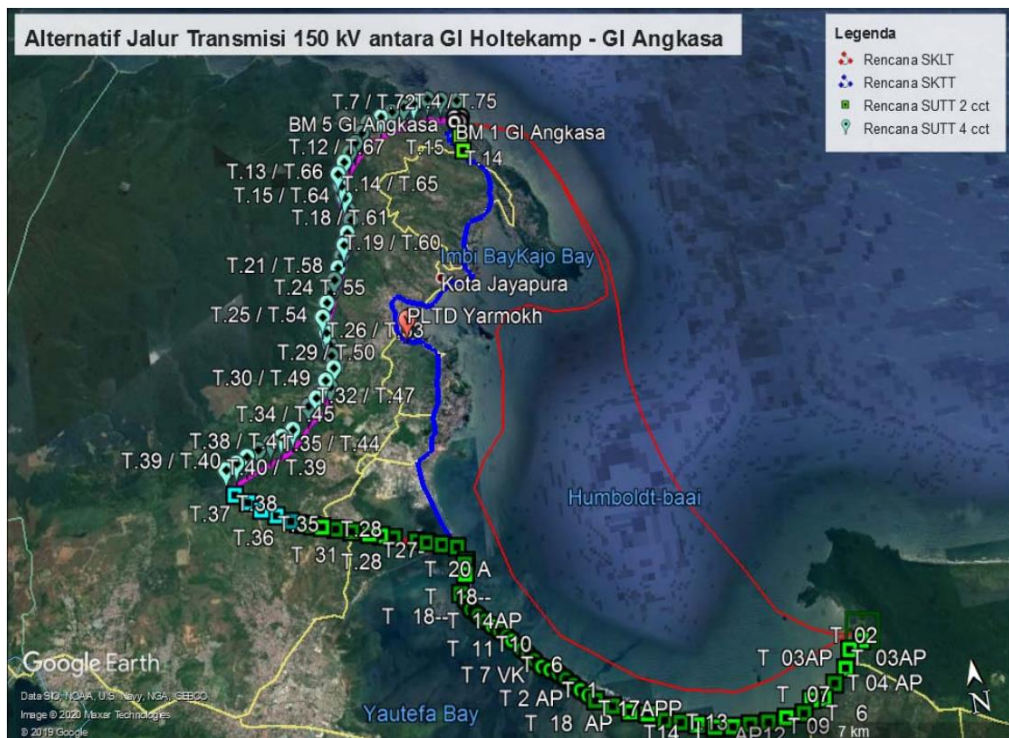 Alternatif Jalur Transmisi 150 kV antara GI Holtekamp - GI Angkasa
Legenda
Rencana SKLT
Rencana SKTT
Rencana SUTT 2 cct
Rencana SUTT 4 cct
T.7 / T.72
T.4 / T.75
BM 5 GI Angkasa
BM 1 GI Angkasa
T.12 / T.67
T.15
T.14
T.13 / T.66
T.14 / T.65
T.15 / T.64
T.18 / T.61
T.19 / T.60
Imbi Bay
Kajo Bay
T.21 / T.58
T.24
T.55
Kota Jayapura
T.25 / T.54
PLTD Yarmokh
T.26 /
T.29 / T.50
T.30 / T.49
T.32 / T.47
T.34 / T.45
T.38 / T.41
T.35 / T.44
T.39 / T.40
T.40 / T.39
Humboldt-baai
T.38
T.37
T.35
T.28
T.36
T 31
T.28
T27-
T 20 A
T 18--
T 18--
T 14AP
T 02
T 11
T10
T 03AP
T 03AP
T 7 VK
T 6
T 04 AP
T 2 AP
T 1
T 07
T 17APP
T 6
Yautefa Bay
T 18 AP
T14
T 13
AP12
T 09
7 km
N
Google Earth
Data SIO, NOAA, U.S. Navy, NGA, GEBCO
Image © 2020 Maxar Technologies
© 2019 Google